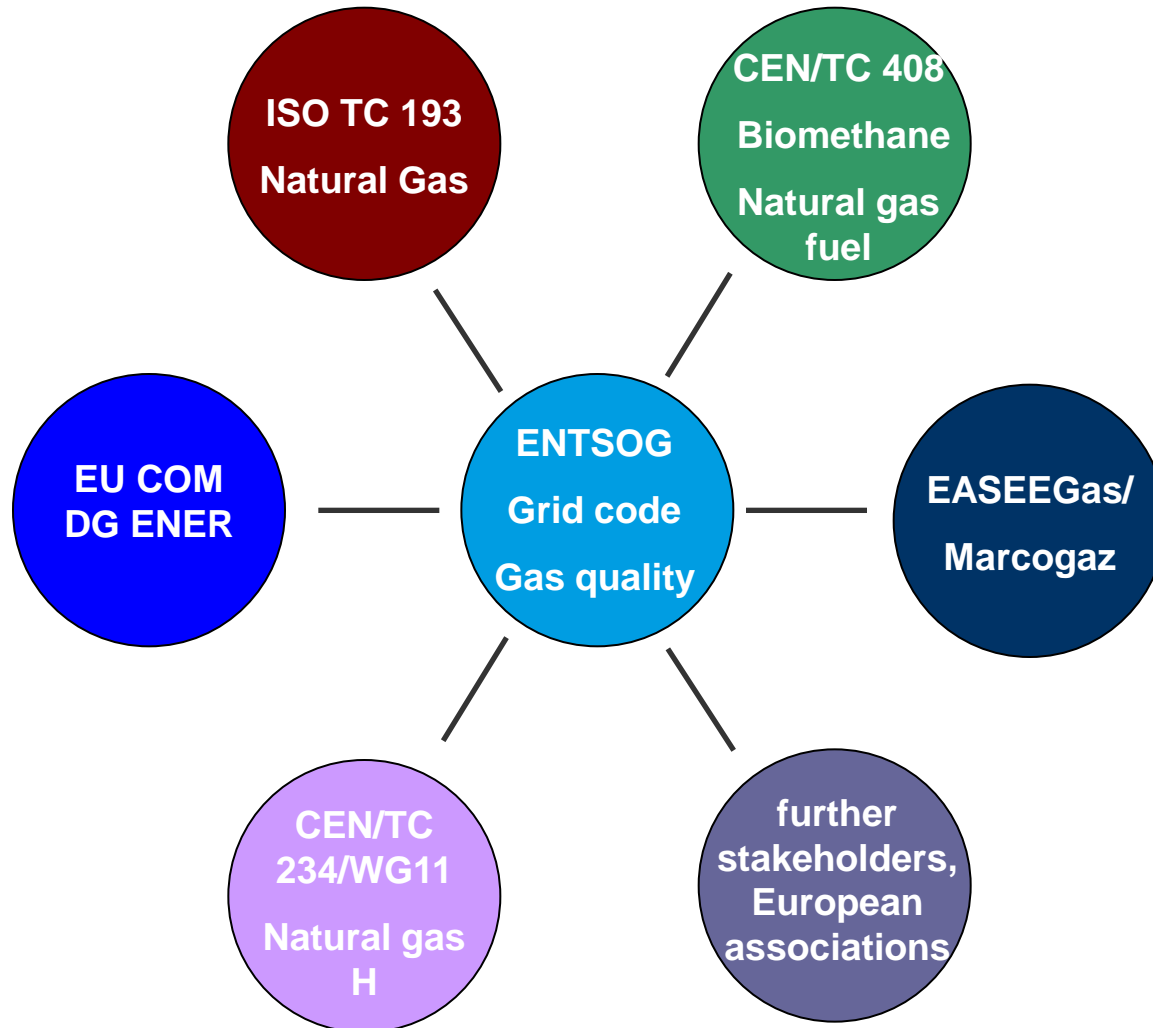 ISO TC 193
Natural Gas
CEN/TC 408
Biomethane
Natural gas
fuel
EU COM
DG ENER
ENTSOG
Grid code
Gas quality
EASEEGas/
Marcogaz
CEN/TC
234/WG11
Natural gas
H
further
stakeholders,
European
associations